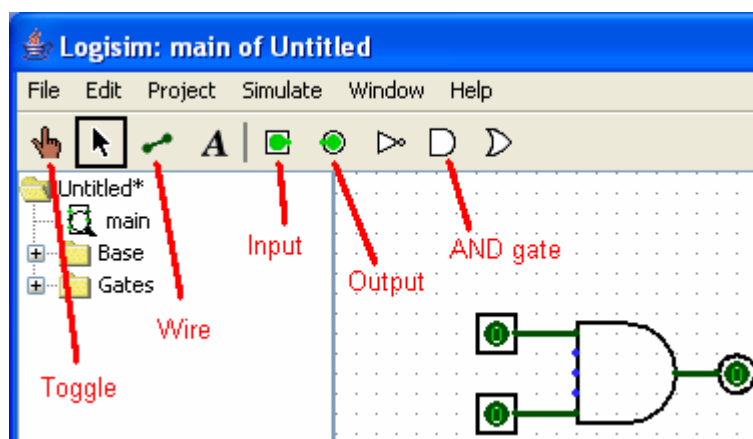 Logisim: main of Untitled
File Edit Project Simulate Window Help
A
Untitled*
main
Base
Gates
Input
Output
AND gate
Wire
Toggle
0
0
0